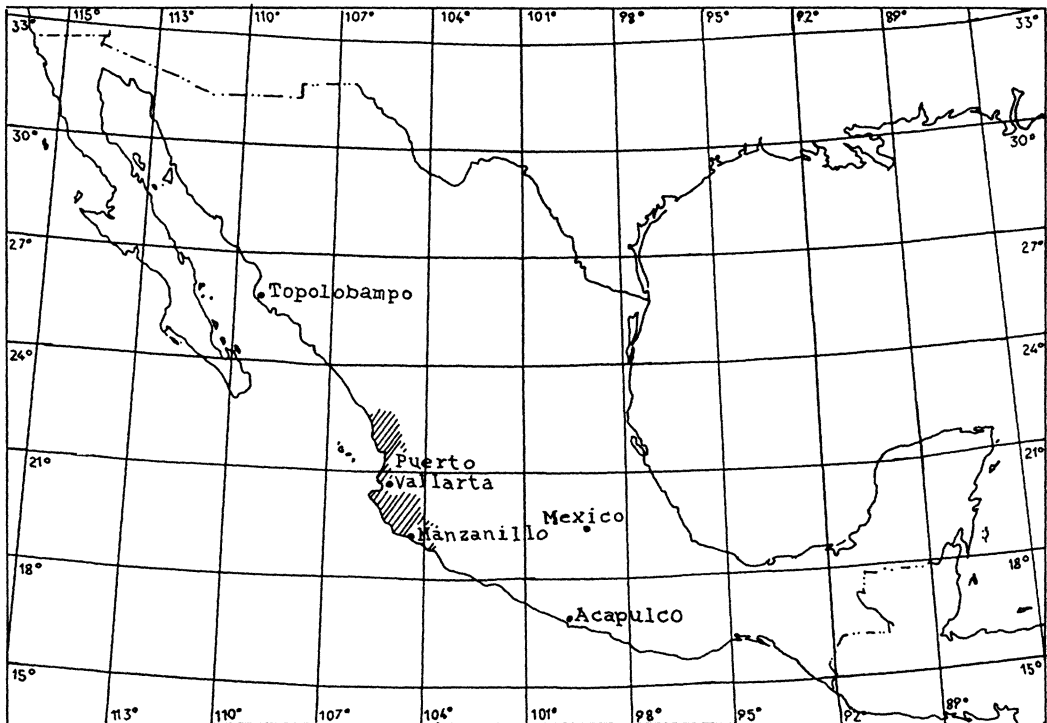 33° 115° 113° 110° 107° 104° 101° 98° 95° 92° 89° 33°
30° 30°
27° 27°
Topolobampo
24° 24°
21° 21°
Puerto
Vallarta
Mexico
Manzanillo
18° 18°
Acapulco
15° 15°
113° 110° 107° 104° 101° 98° 95° 92° 89°